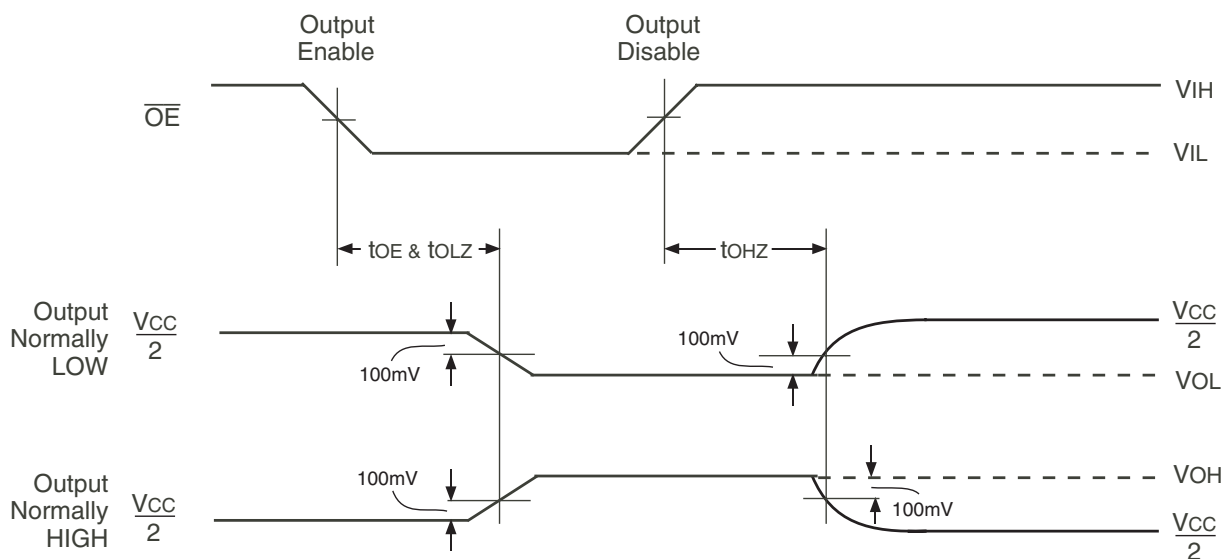 Output
Enable
Output
Disable
OE
VIH
VIL
tOE & tOLZ
tOHZ
Output
Normally
LOW
VCC
2
100mV
100mV
VCC
2
VOL
Output
Normally
HIGH
VCC
2
100mV
VOH
100mV
VCC
2